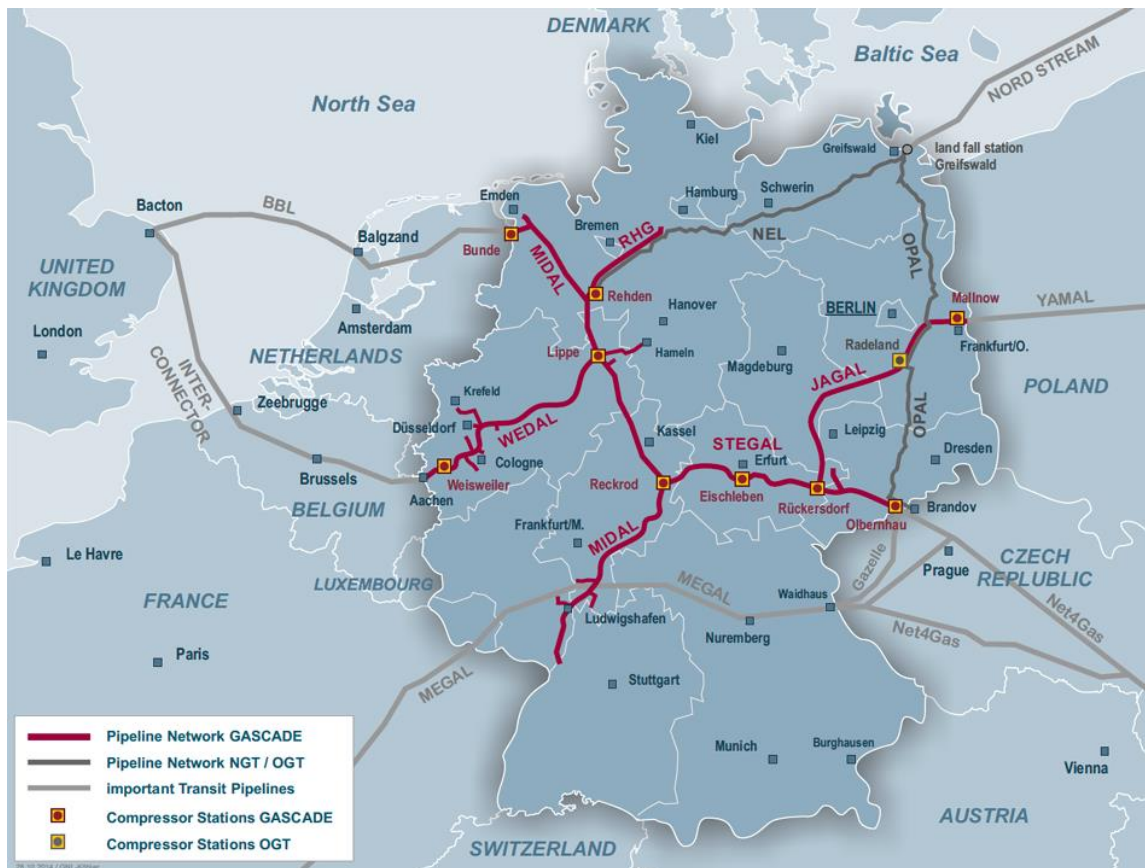 DENMARK
Baltic Sea
NORD STREAM
North Sea
Kiel
Greifswald
land fall station
Greifswald
Emden
Hamburg
Schwerin
Bacton
BBL
Balgzand
Bremen
RHG
NEL
OPAL
Bunde
MIDAL
UNITED
KINGDOM
Rehden
Hanover
BERLIN
Mallnow
YAMAL
London
Amsterdam
NETHERLANDS
Lippe
Hameln
Magdeburg
Radeland
Frankfurt/O.
INTER-
CONNECTOR
JAGAL
POLAND
Zeebrugge
Krefeld
Düsseldorf
WEDAL
Kassel
STEGAL
Leipzig
OPAL
Dresden
Brussels
Cologne
Erfurt
Aachen
Weisweiler
Reckrod
Eischleben
Rückersdorf
Olbernhau
Brandov
BELGIUM
Frankfurt/M.
MIDAL
Le Havre
LUXEMBOURG
Gazelle
Prague
CZECH
REPLUBLIC
FRANCE
MEGAL
Waidhaus
Ludwigshafen
Nuremberg
Net4Gas
Net4Gas
Paris
MEGAL
Stuttgart
Pipeline Network GASCADE
Pipeline Network NGT / OGT
important Transit Pipelines
Compressor Stations GASCADE
Compressor Stations OGT
Munich
Burghausen
Vienna
AUSTRIA
SWITZERLAND